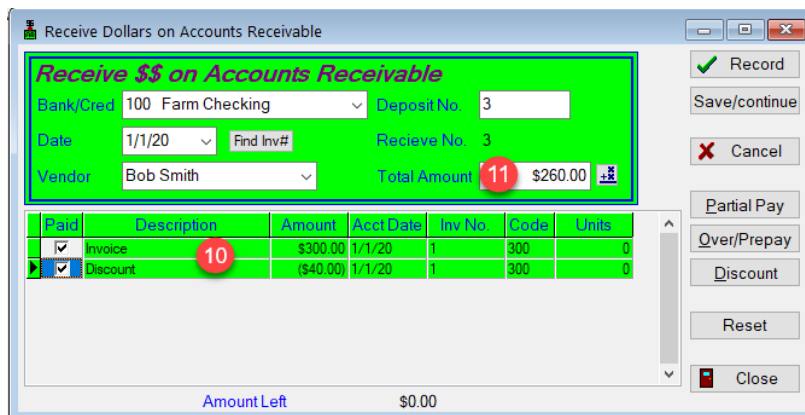 Receive Dollars on Accounts Receivable
Receive $$ on Accounts Receivable
Bank/Cred 100 Farm Checking Deposit No. 3
Date 1/1/20 Find Inv# Recieve No. 3
Vendor Bob Smith Total Amount 11 $260.00
Paid Description Amount Acct Date Inv No. Code Units
Invoice $300.00 1/1/20 1 300 0
10
Discount ($40.00) 1/1/20 1 300 0
Amount Left $0.00
Record
Save/continue
Cancel
Partial Pay
Over/Prepay
Discount
Reset
Close